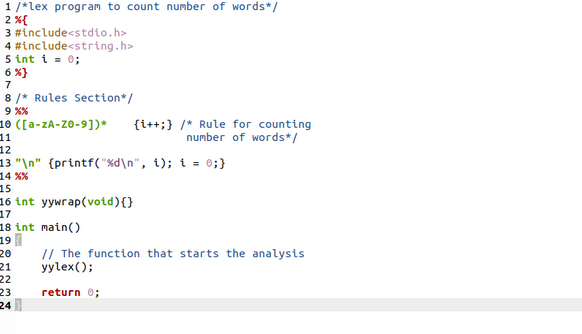 1 /*lex program to count number of words*/
2 %{
3 #include<stdio.h>
4 #include<string.h>
5 int i = 0;
6 %}
7
8 /* Rules Section*/
9 %%
10 ([a-zA-Z0-9])*    {i++;} /* Rule for counting
11                          number of words*/
12
13 "\n" {printf("%d\n", i); i = 0;}
14 %%
15
16 int yywrap(void){}
17
18 int main()
19 {
20     // The function that starts the analysis
21     yylex();
22
23     return 0;
24 }